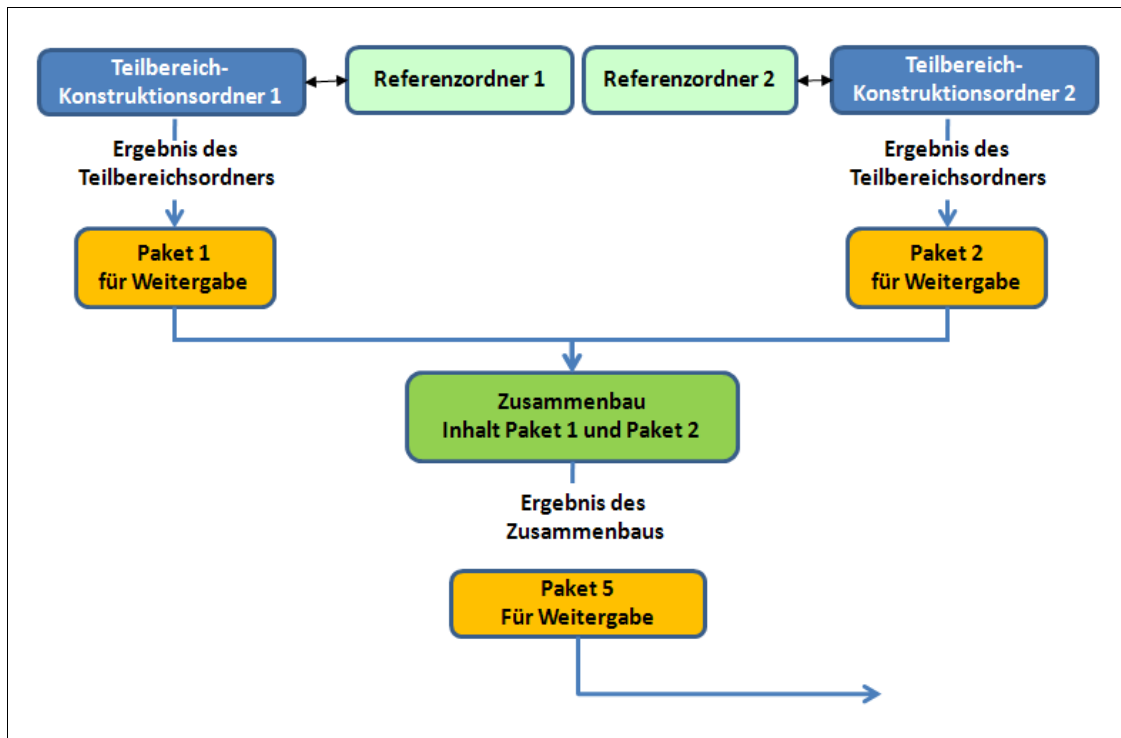 Teilbereich-
Konstruktionsordner 1
Referenzordner 1
Referenzordner 2
Teilbereich-
Konstruktionsordner 2
Ergebnis des
Teilbereichsordners
Ergebnis des
Teilbereichsordners
Paket 1
für Weitergabe
Paket 2
für Weitergabe
Zusammenbau
Inhalt Paket 1 und Paket 2
Ergebnis des
Zusammenbaus
Paket 5
Für Weitergabe